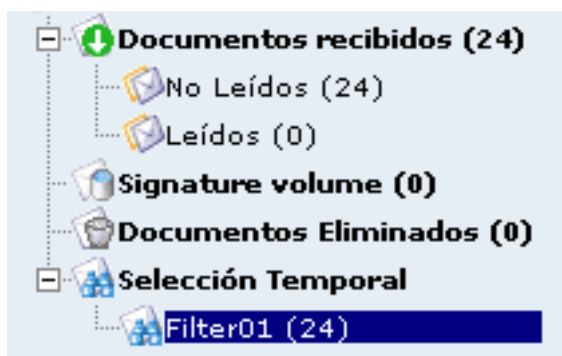 Documentos recibidos (24)
No Leídos (24)
Leídos (0)
Signature volume (0)
Documentos Eliminados (0)
Selección Temporal
Filter01 (24)